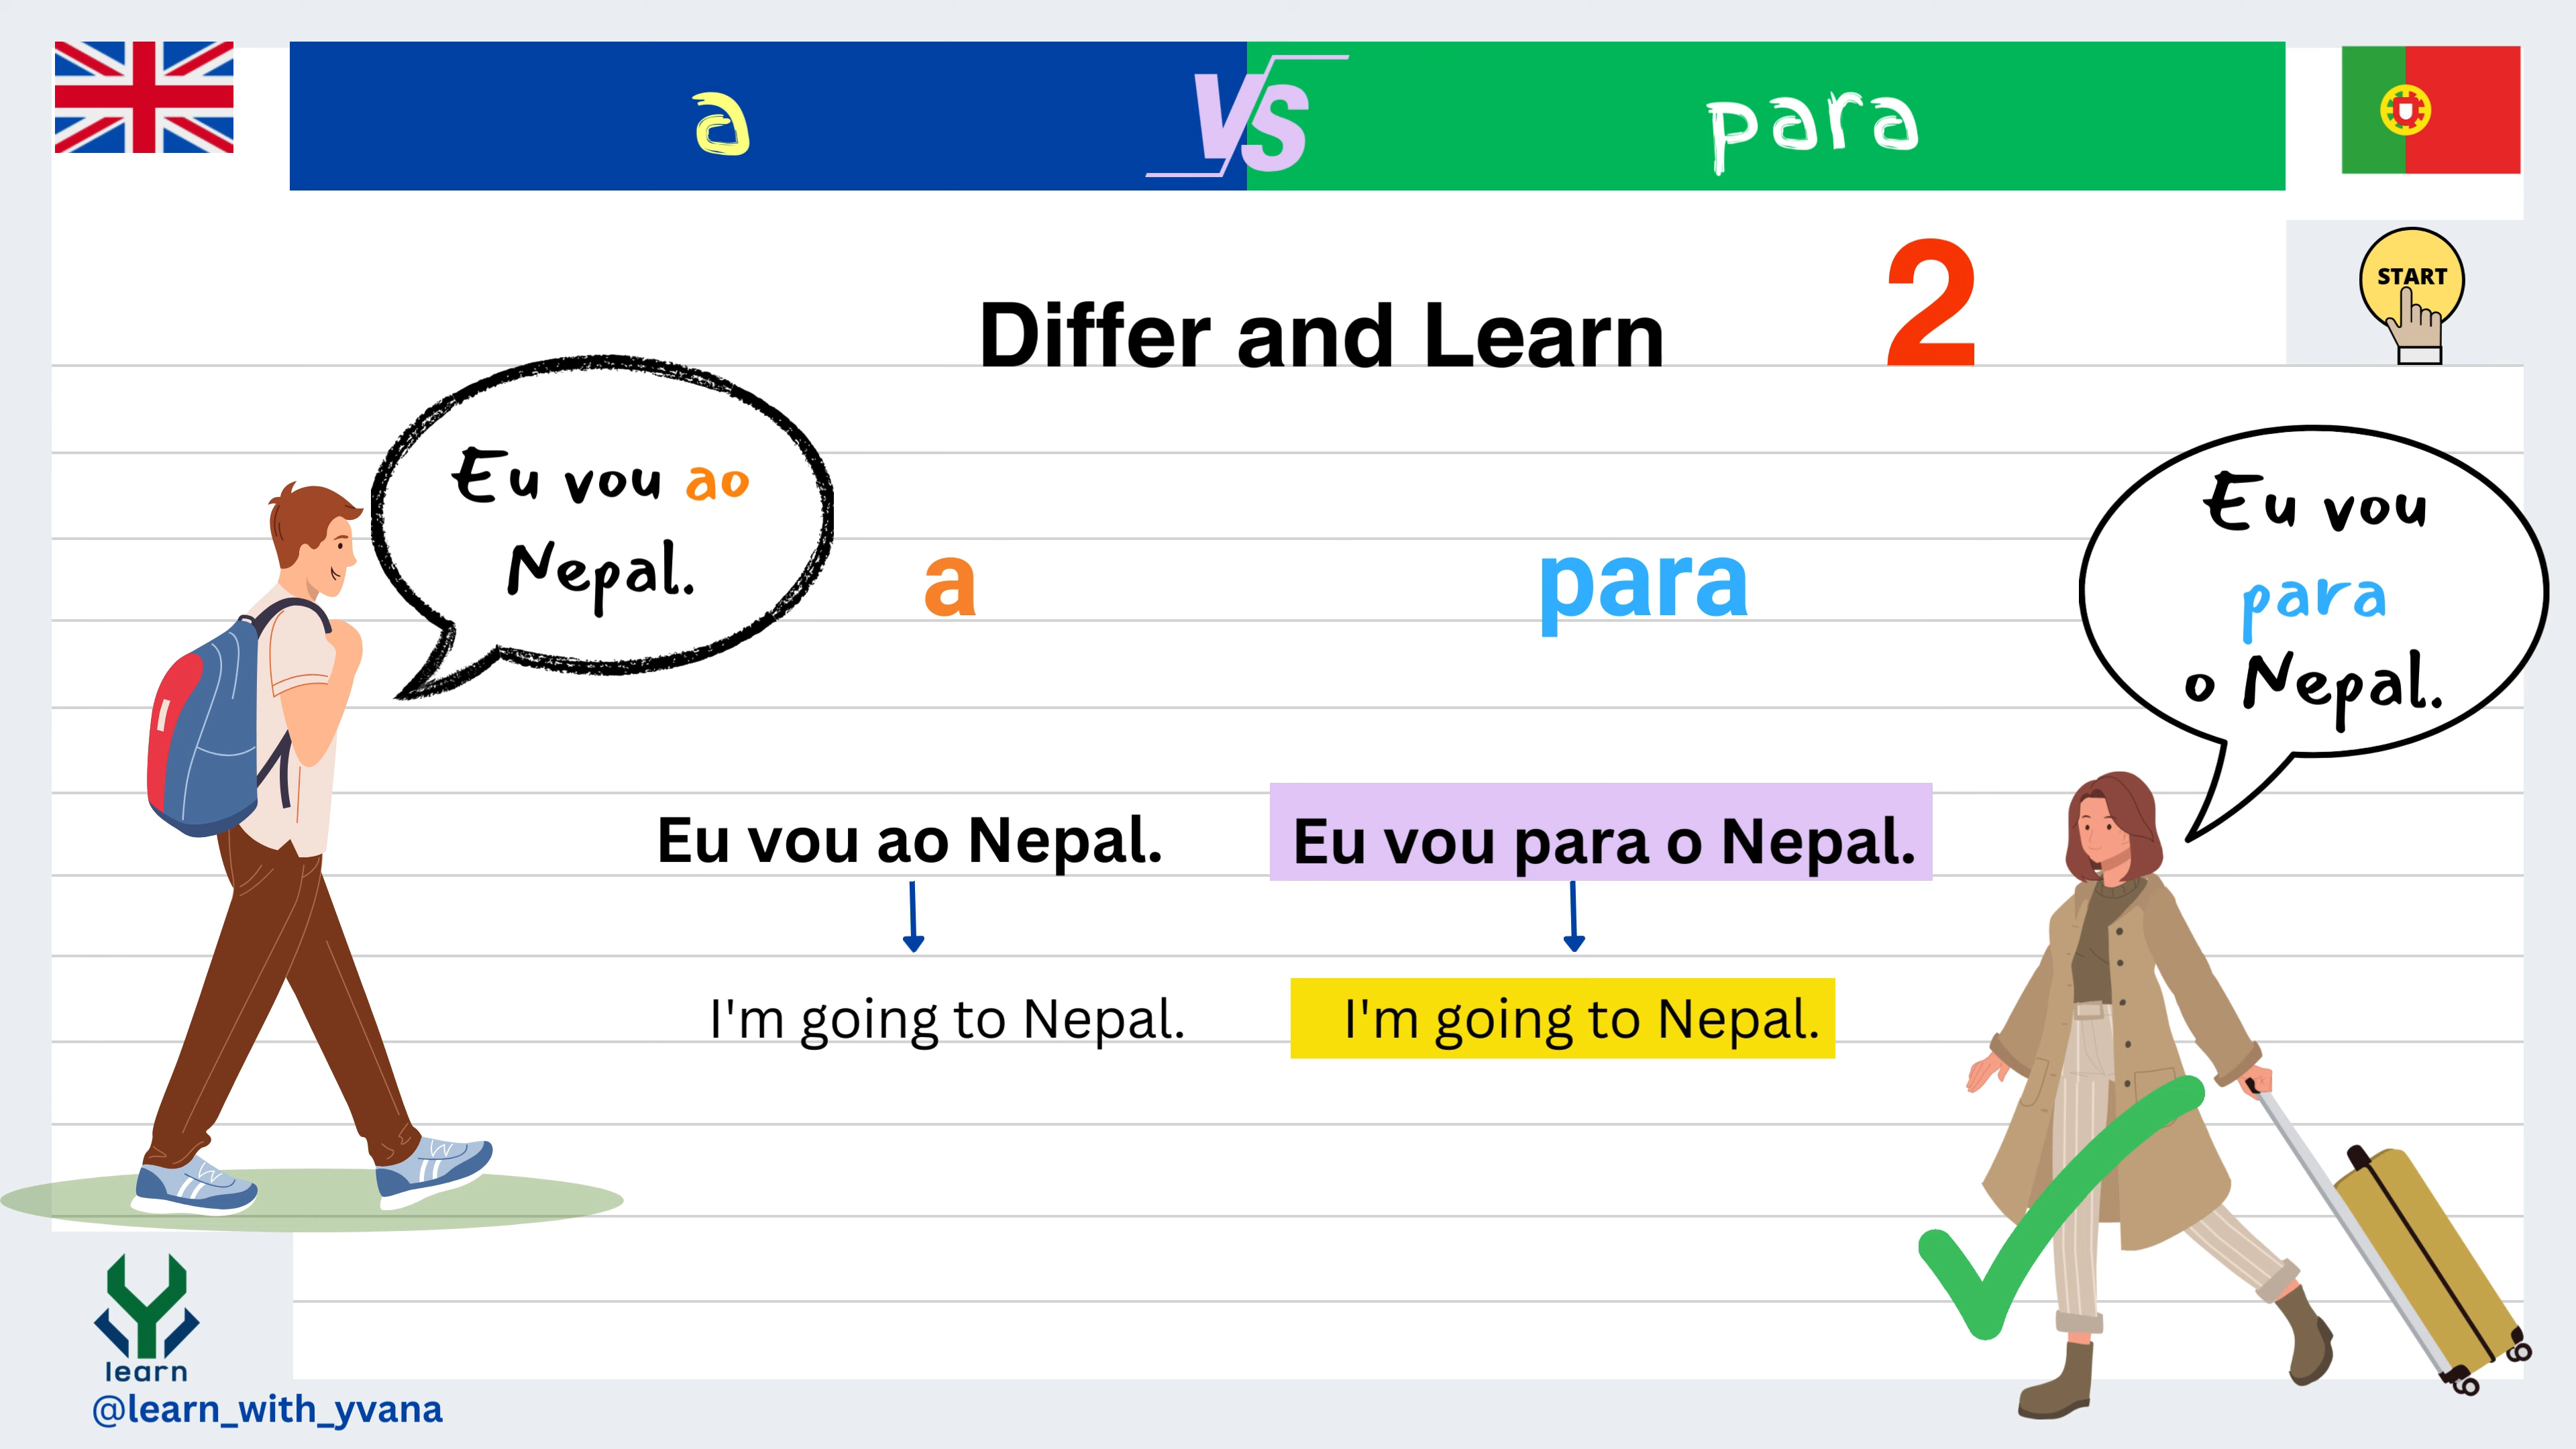 a VS para
Differ and Learn 2
START
Eu vou ao
Nepal.
a
para
Eu vou
para
o Nepal.
Eu vou ao Nepal.
Eu vou para o Nepal.
I'm going to Nepal.
I'm going to Nepal.
learn
@learn_with_yvana